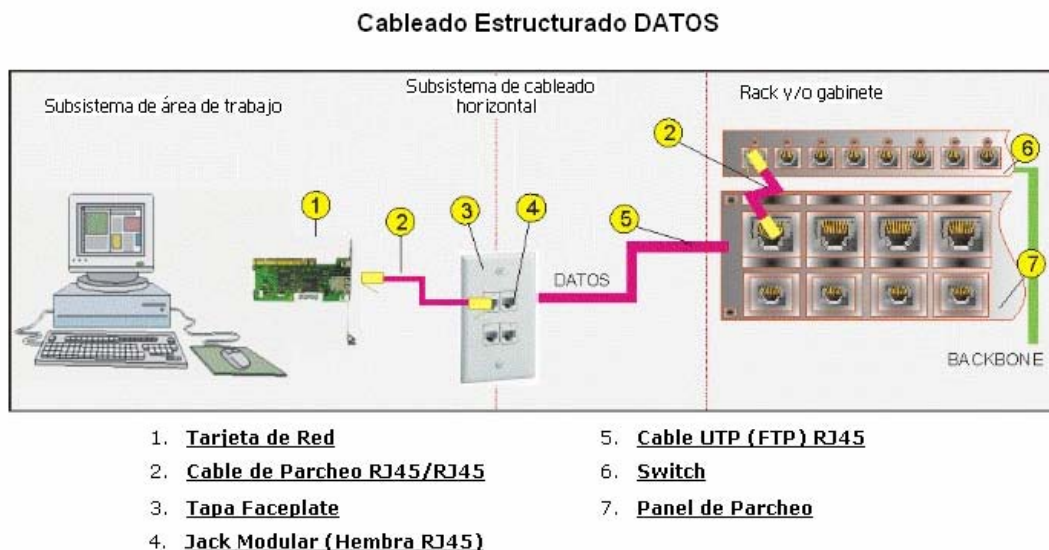 Cableado Estructurado DATOS
Subsistema de área de trabajo
Subsistema de cableado
horizontal
Rack y/o gabinete
2
6
1
2
3
4
5
DATOS
7
BACKBONE
1. Tarjeta de Red
2. Cable de Parcheo RJ45/RJ45
3. Tapa Faceplate
4. Jack Modular (Hembra RJ45)
5. Cable UTP (FTP) RJ45
6. Switch
7. Panel de Parcheo